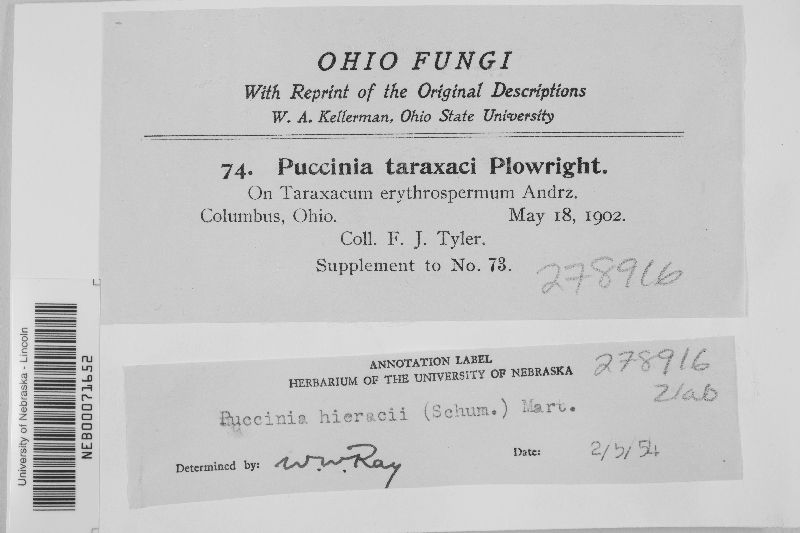 OHIO FUNGI
With Reprint of the Original Descriptions
W. A. Kellerman, Ohio State University
74. Puccinia taraxaci Plowright.
On Taraxacum erythrospermum Andrz.
Columbus, Ohio. May 18, 1902.
Coll. F. J. Tyler.
Supplement to No. 73.
278916
University of Nebraska - Lincoln
NEB00071652
ANNOTATION LABEL
HERBARIUM OF THE UNIVERSITY OF NEBRASKA
278916
Puccinia hieracii (Schum.) Mart.
Determined by: W.W. Ray
Date: 2/5/54